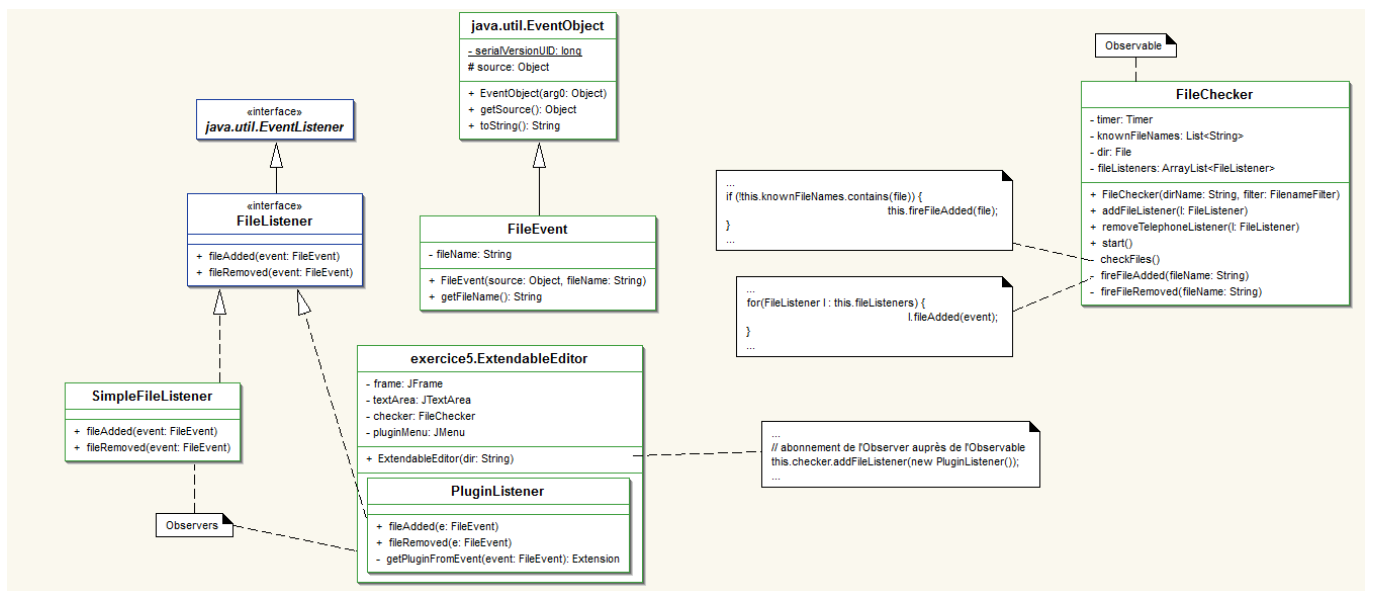 java.util.EventObject
- serialVersionUID: long
# source: Object
+ EventObject(arg0: Object)
+ getSource(): Object
+ toString(): String
Observable
FileChecker
- timer: Timer
- knownFileNames: List<String>
- dir: File
- fileListeners: ArrayList<FileListener>
+ FileChecker(dirName: String, filter: FilenameFilter)
+ addFileListener(l: FileListener)
+ removeTelephoneListener(l: FileListener)
+ start()
checkFiles()
- fireFileAdded(fileName: String)
- fireFileRemoved(fileName: String)
«interface»
java.util.EventListener
«interface»
FileListener
+ fileAdded(event: FileEvent)
+ fileRemoved(event: FileEvent)
FileEvent
- fileName: String
+ FileEvent(source: Object, fileName: String)
+ getFileName(): String
...
if (!this.knownFileNames.contains(file)) {
this.fireFileAdded(file);
}
...
...
for(FileListener l : this.fileListeners) {
l.fileAdded(event);
}
...
SimpleFileListener
+ fileAdded(event: FileEvent)
+ fileRemoved(event: FileEvent)
exercice5.ExtendableEditor
- frame: JFrame
- textArea: JTextArea
- checker: FileChecker
- pluginMenu: JMenu
+ ExtendableEditor(dir: String)
PluginListener
+ fileAdded(e: FileEvent)
+ fileRemoved(e: FileEvent)
- getPluginFromEvent(event: FileEvent): Extension
...
// abonnement de l'Observer auprès de l'Observable
this.checker.addFileListener(new PluginListener());
...
Observers